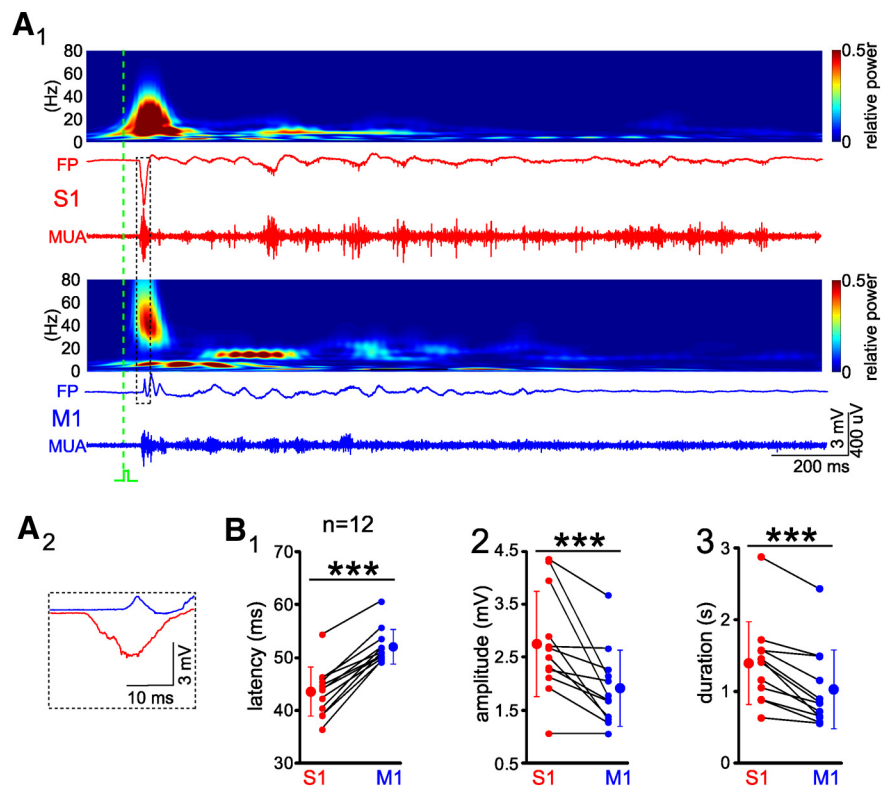 A1
80
60
40
20
0
(Hz)
0.5
0
relative power
FP
S1
MUA
80
60
40
20
0
(Hz)
0.5
0
relative power
FP
M1
MUA
3 mV
400 uV
200 ms
A2
3 mV
10 ms
B1
n=12
***
70
60
50
40
30
latency (ms)
S1 M1
2
***
4.5
3.5
2.5
1.5
0.5
amplitude (mV)
S1 M1
3
***
3
2
1
0
duration (s)
S1 M1